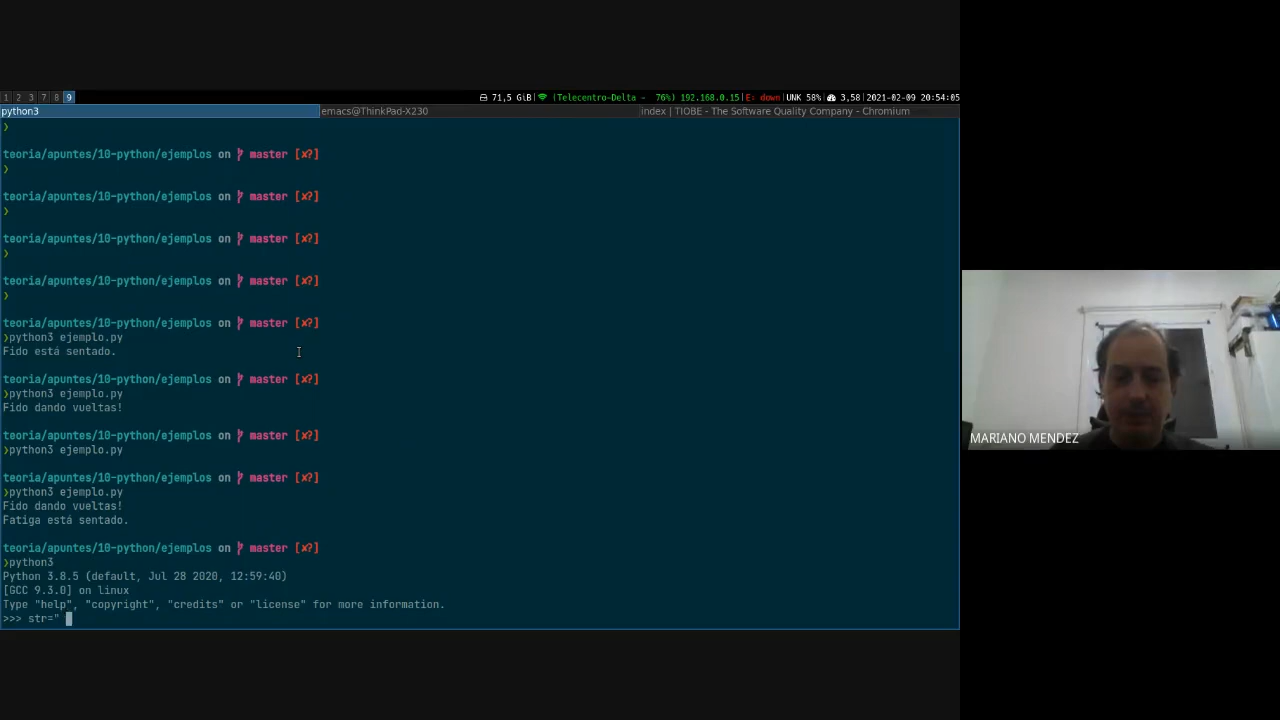 1 2 3 7 8 9
71,5 GiB| (Telecentro-Delta - 76%) 192.168.0.15|E: down|UNK 58%| 3,58|2021-02-09 20:54:05
python3 emacs@ThinkPad-X230 index | TIOBE - The Software Quality Company - Chromium
❯
teoria/apuntes/10-python/ejemplos on master [✘?]
❯
teoria/apuntes/10-python/ejemplos on master [✘?]
❯
teoria/apuntes/10-python/ejemplos on master [✘?]
❯
teoria/apuntes/10-python/ejemplos on master [✘?]
❯
teoria/apuntes/10-python/ejemplos on master [✘?]
❯python3 ejemplo.py
Fido está sentado.
teoria/apuntes/10-python/ejemplos on master [✘?]
❯python3 ejemplo.py
Fido dando vueltas!
teoria/apuntes/10-python/ejemplos on master [✘?]
❯python3 ejemplo.py
teoria/apuntes/10-python/ejemplos on master [✘?]
❯python3 ejemplo.py
Fido dando vueltas!
Fatiga está sentado.
teoria/apuntes/10-python/ejemplos on master [✘?]
❯python3
Python 3.8.5 (default, Jul 28 2020, 12:59:40)
[GCC 9.3.0] on linux
Type "help", "copyright", "credits" or "license" for more information.
>>> str="
MARIANO MENDEZ